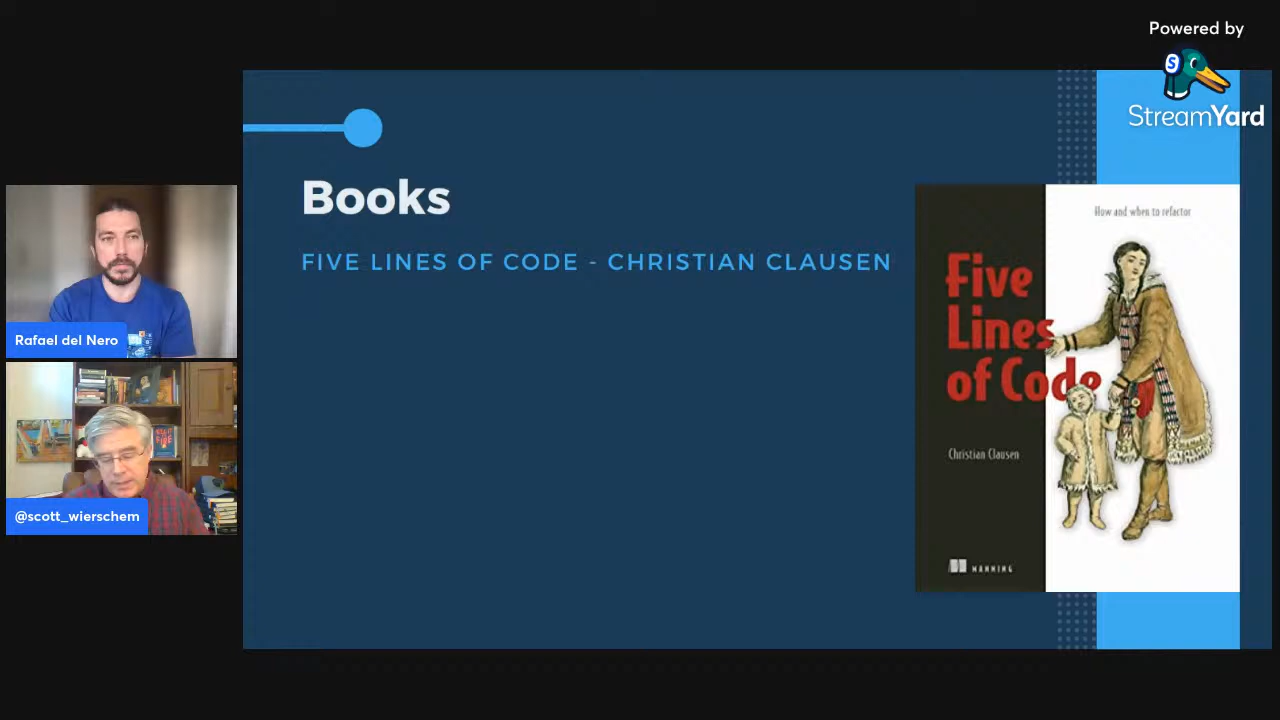 Powered by
S
StreamYard
Books
FIVE LINES OF CODE - CHRISTIAN CLAUSEN
How and when to refactor
Five
Lines
of Code
Christian Clausen
MANNING
Rafael del Nero
@scott_wierschem